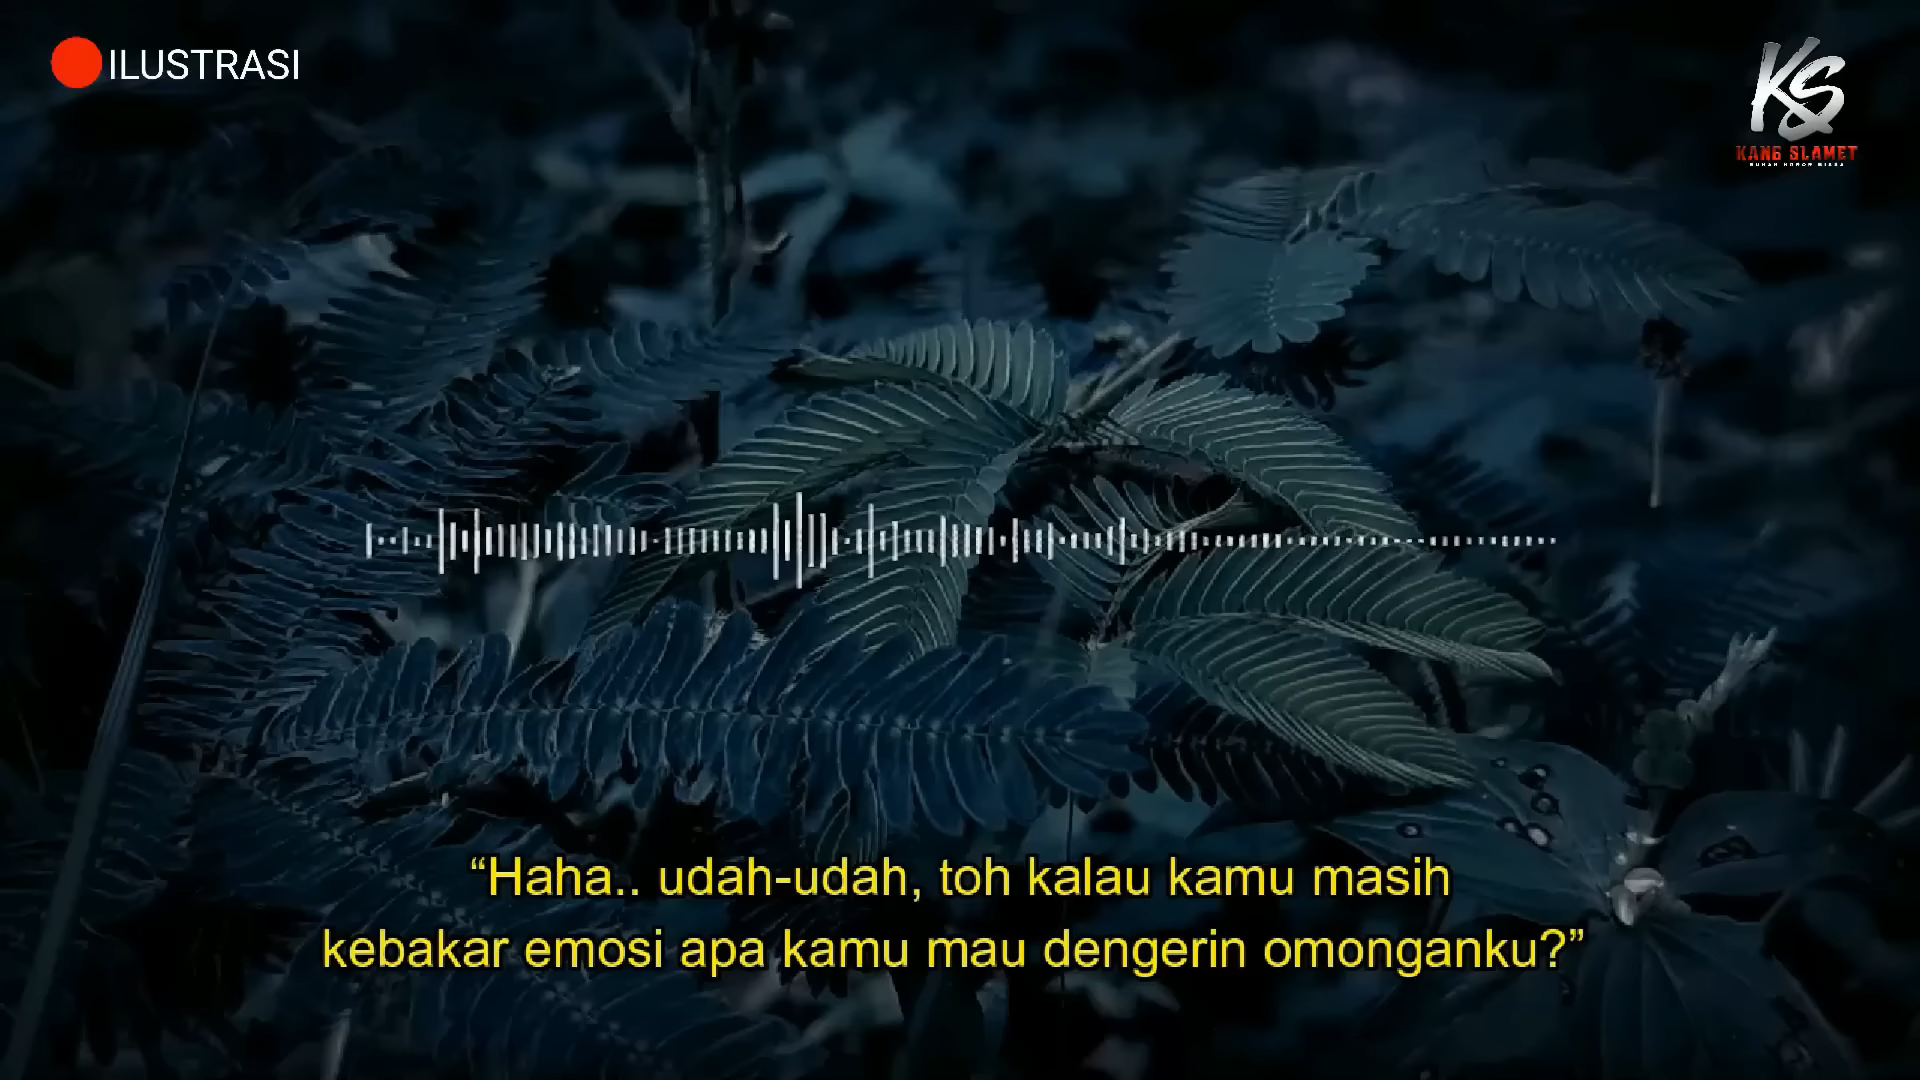 ILUSTRASI
KS
KANG SLAMET
“Haha.. udah-udah, toh kalau kamu masih
kebakar emosi apa kamu mau dengerin omonganku?”